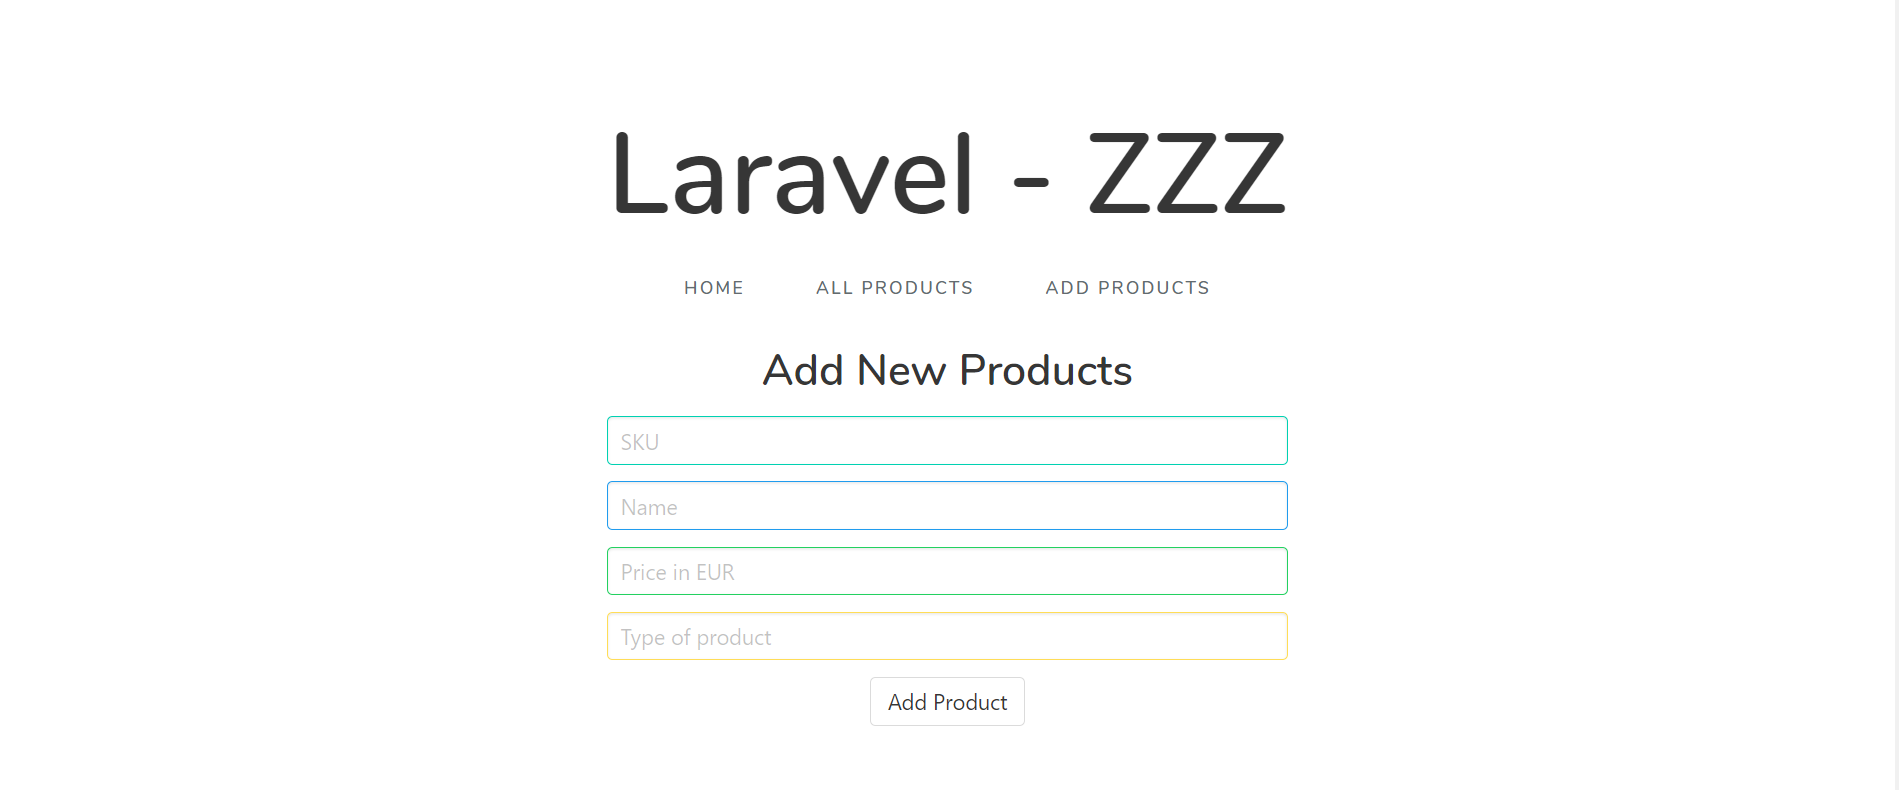 Laravel - ZZZ
HOME ALL PRODUCTS ADD PRODUCTS
Add New Products
SKU
Name
Price in EUR
Type of product
Add Product